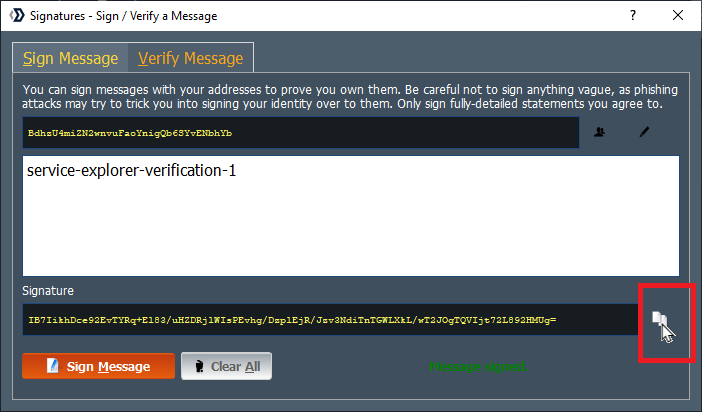 Signatures - Sign / Verify a Message
Sign Message Verify Message
You can sign messages with your addresses to prove you own them. Be careful not to sign anything vague, as phishing
attacks may try to trick you into signing your identity over to them. Only sign fully-detailed statements you agree to.
BdhzU4miZN2wnvuFaoYnigQb6SYvENbhYb
service-explorer-verification-1
Signature
IB7IikhDce92EvTYRq+El83/uHZDRjlWIsPEvhg/DzplEjR/Jzv3NdiTnTGWLXkL/wT2JOgTQVIjt72L892HMUg=
Sign Message Clear All Message signed.